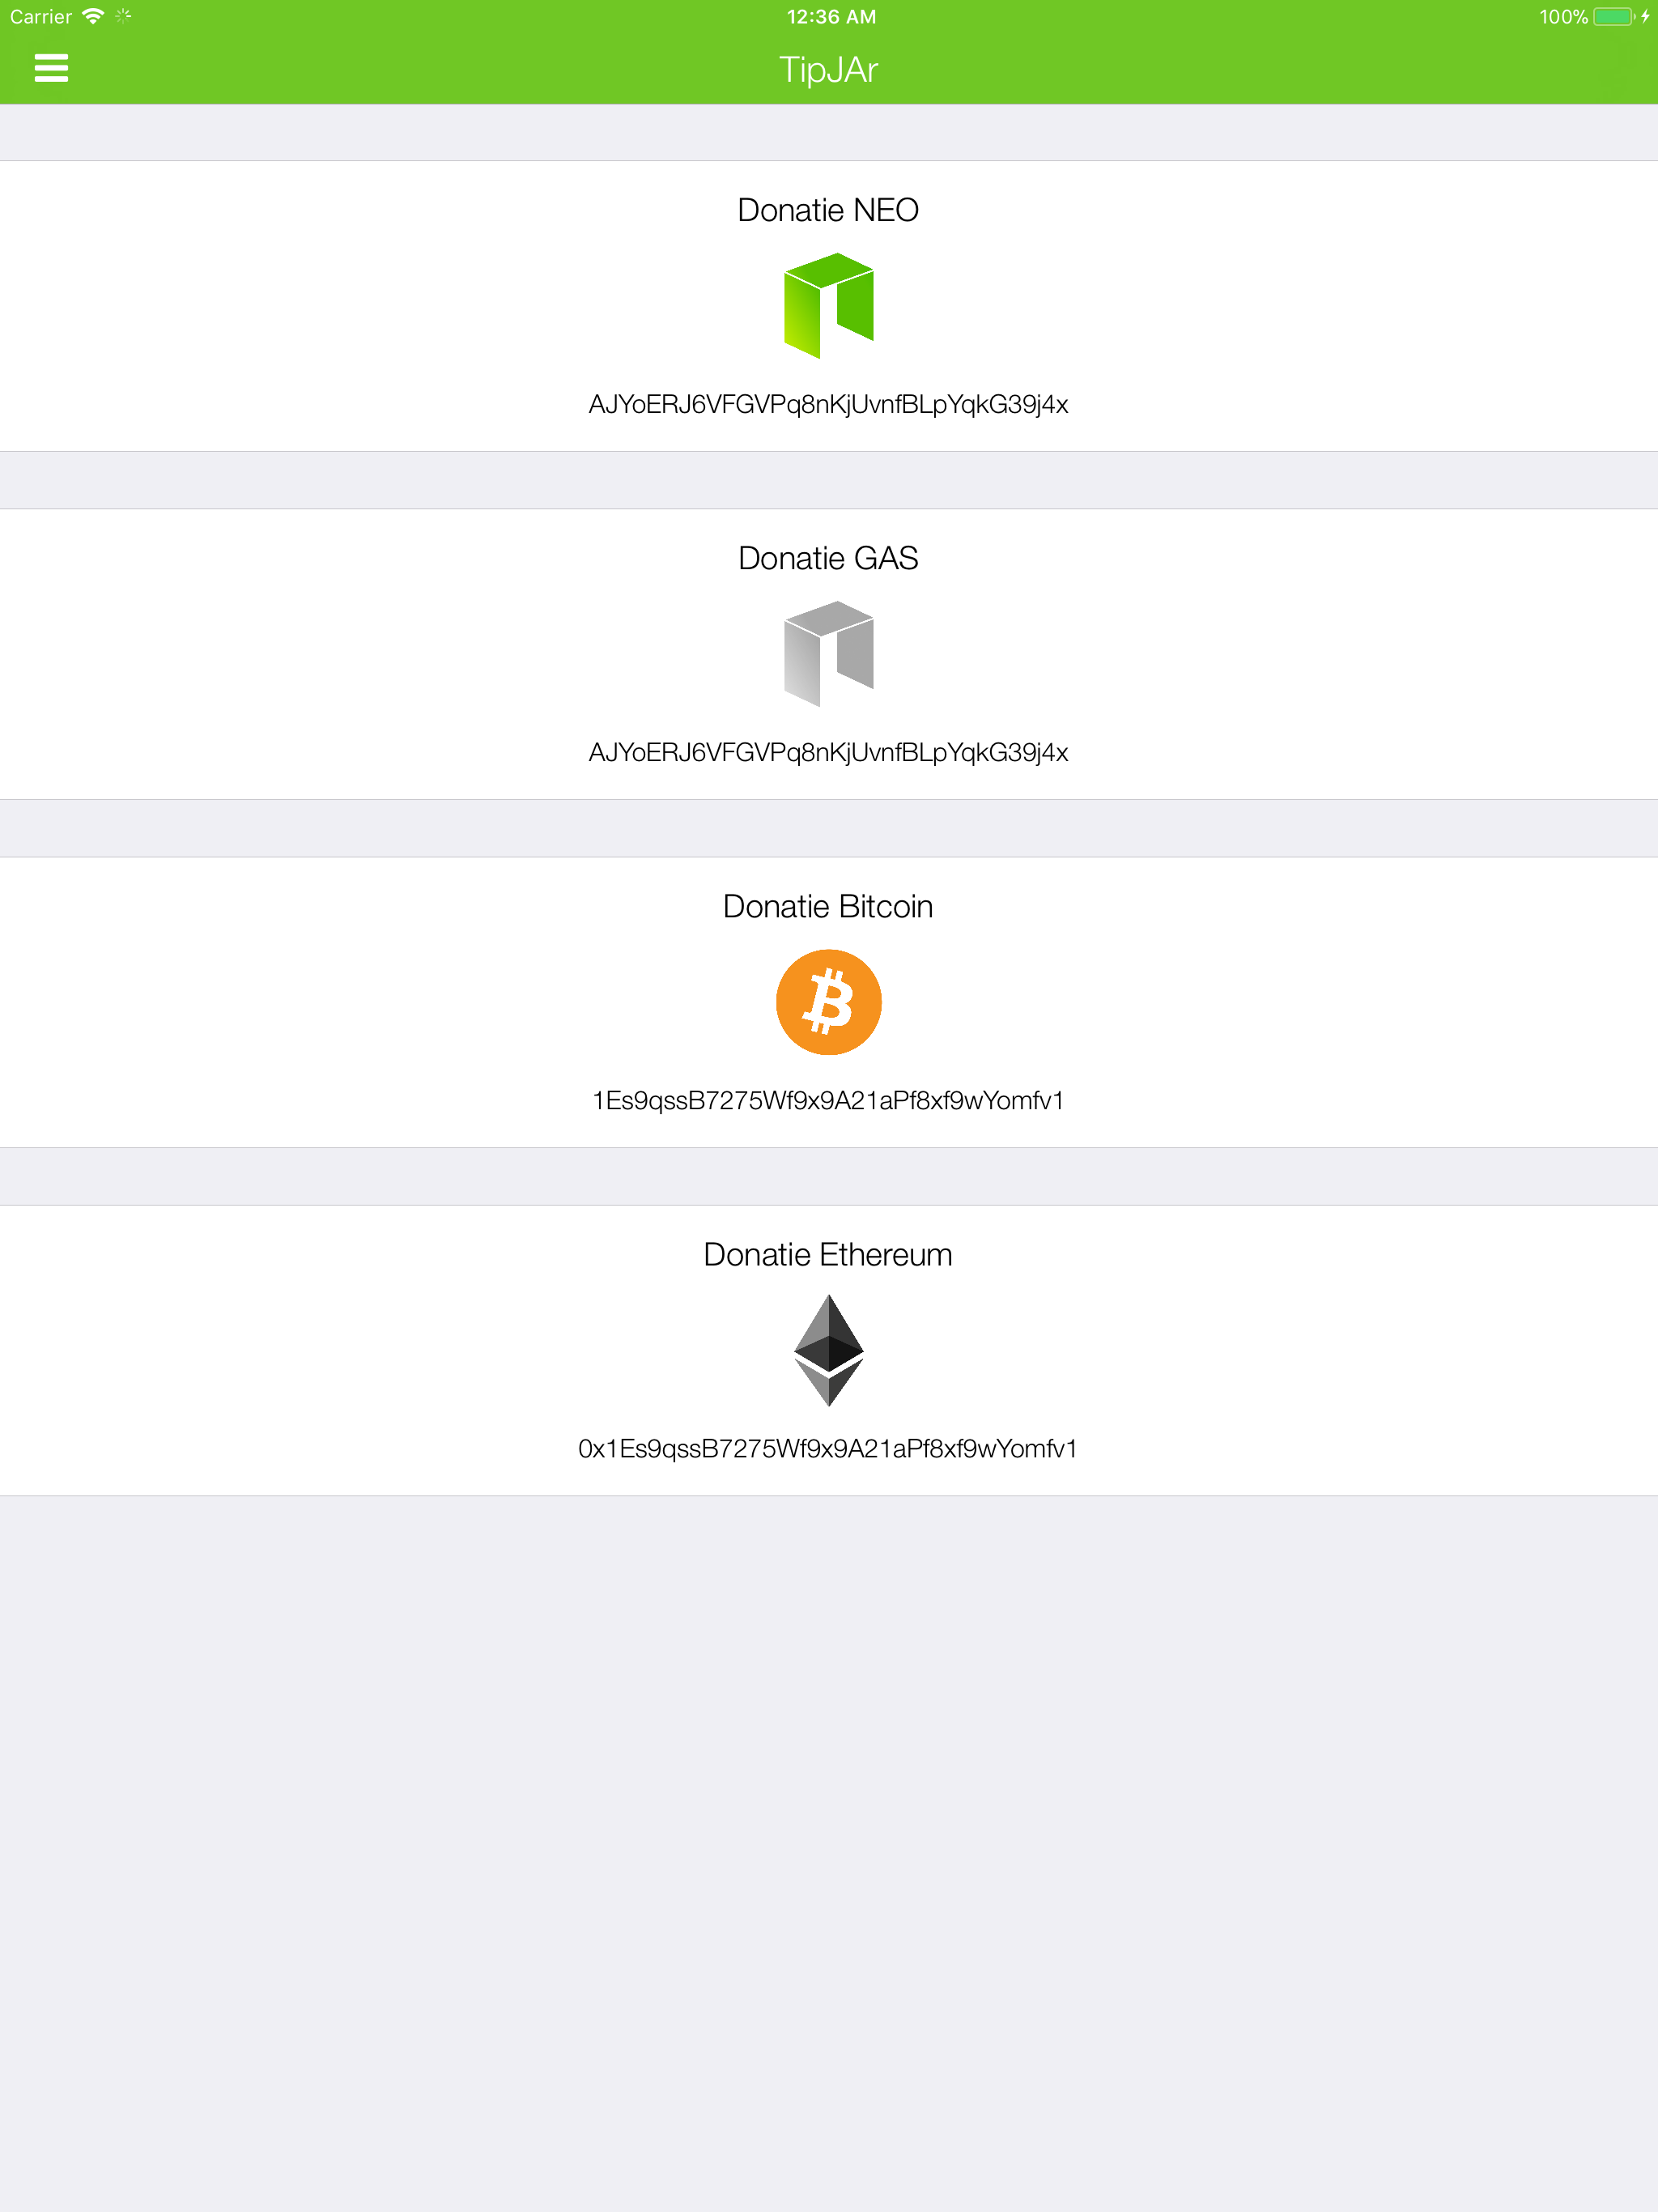 Carrier 12:36 AM 100%
TipJAr
Donatie NEO
AJYoERJ6VFGVPq8nKjUvnfBLpYqkG39j4x
Donatie GAS
AJYoERJ6VFGVPq8nKjUvnfBLpYqkG39j4x
Donatie Bitcoin
1Es9qssB7275Wf9x9A21aPf8xf9wYomfv1
Donatie Ethereum
0x1Es9qssB7275Wf9x9A21aPf8xf9wYomfv1